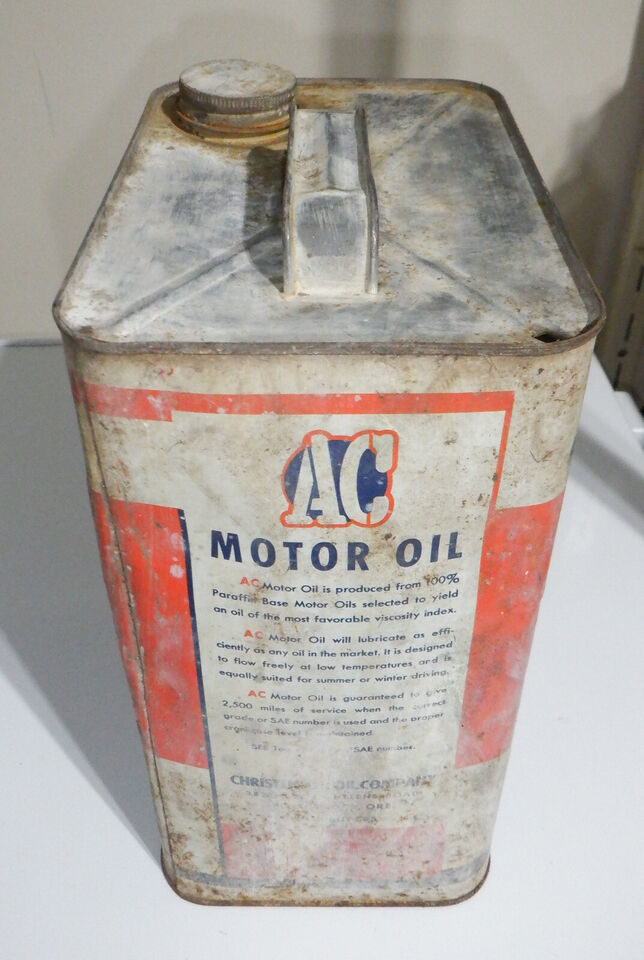 AC
MOTOR OIL
AC Motor Oil is produced from 100%
Paraffin Base Motor Oils selected to yield
an oil of the most favorable viscosity index.
AC Motor Oil will lubricate as effi-
ciently as any oil in the market. It is designed
to flow freely at low temperatures and is
equally suited for summer or winter driving.
AC Motor Oil is guaranteed to give
2,500 miles of service when the correct
grade or SAE number is used and the proper
level
SAE number.
OIL COMPANY
ORE